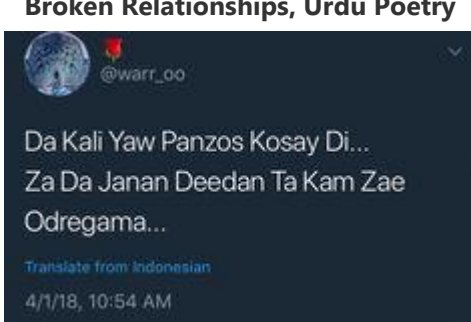 Broken Relationships, Urdu Poetry
@warr_oo
Da Kali Yaw Panzos Kosay Di...
Za Da Janan Deedan Ta Kam Zae
Odregama...
Translate from Indonesian
4/1/18, 10:54 AM